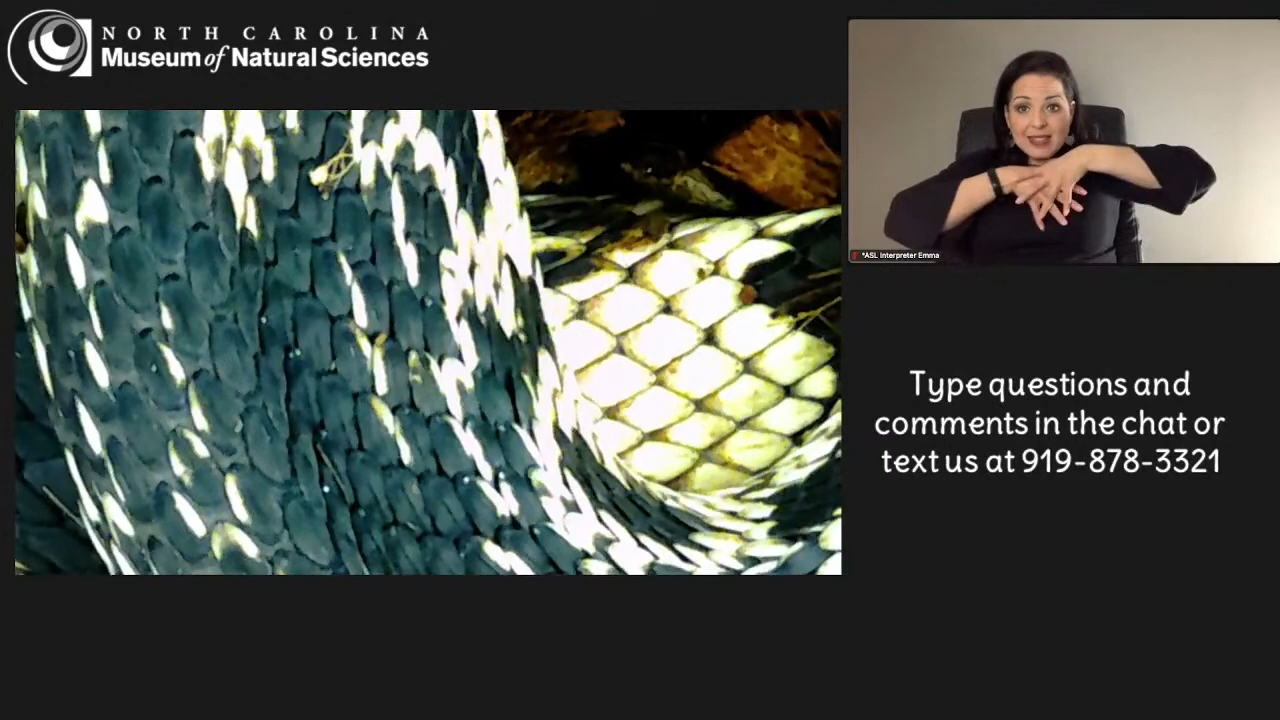 NORTH CAROLINA
Museum of Natural Sciences
*ASL Interpreter Emma
Type questions and
comments in the chat or
text us at 919-878-3321